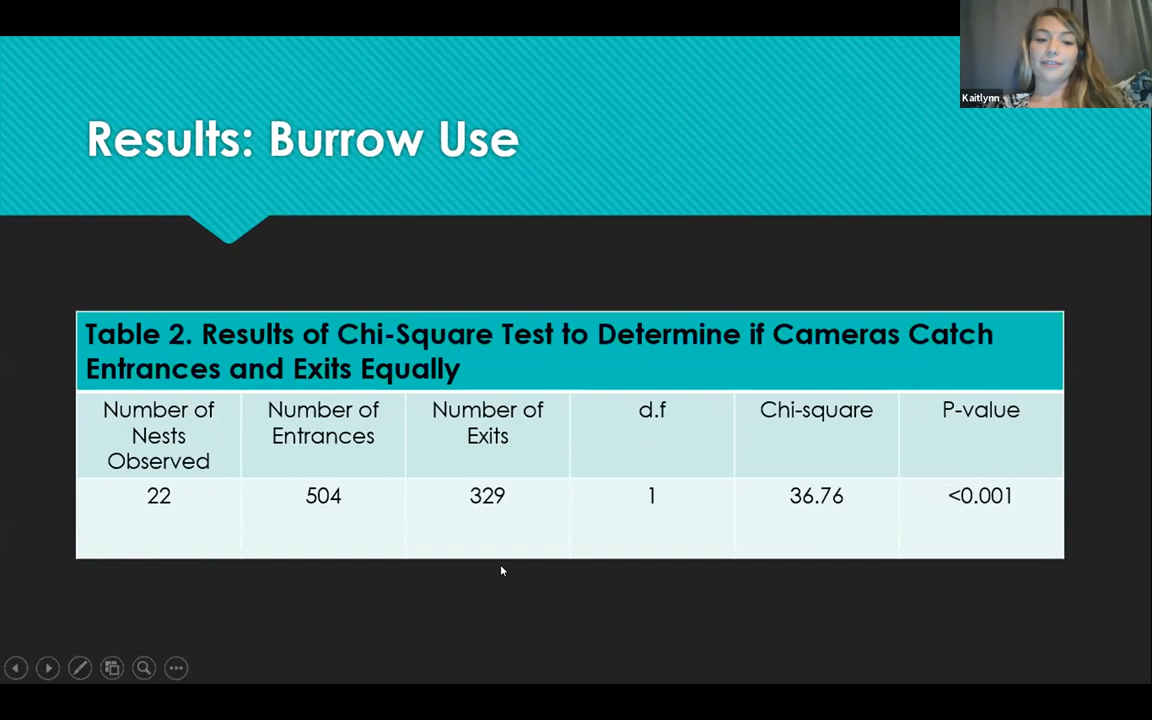 Kaitlynn
Results: Burrow Use
Table 2. Results of Chi-Square Test to Determine if Cameras Catch
Entrances and Exits Equally
Number of Nests Observed
Number of Entrances
Number of Exits
d.f
Chi-square
P-value
22
504
329
1
36.76
<0.001